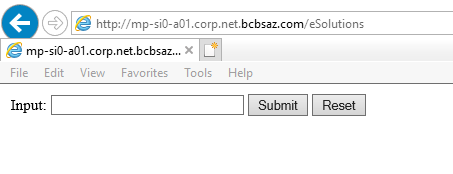 http://mp-si0-a01.corp.net.bcbsaz.com/eSolutions
mp-si0-a01.corp.net.bcbsaz...
File Edit View Favorites Tools Help
Input: Submit Reset